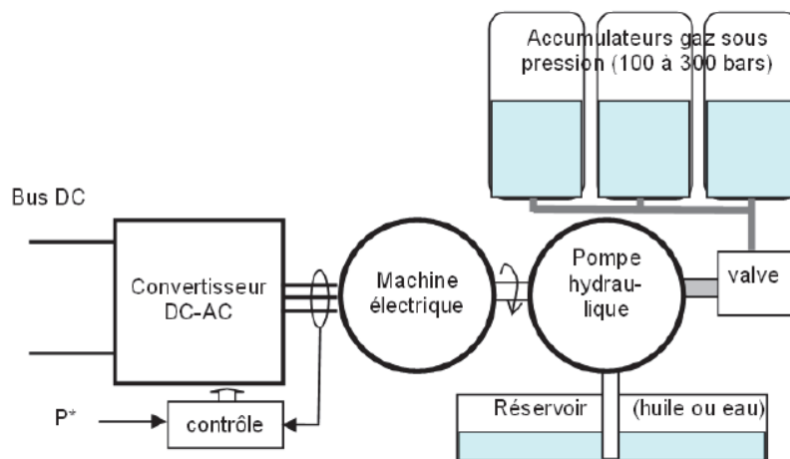 Accumulateurs gaz sous
pression (100 à 300 bars)
Bus DC
Convertisseur
DC-AC
Machine
électrique
Pompe
hydrau-
lique
valve
P*
contrôle
Réservoir (huile ou eau)